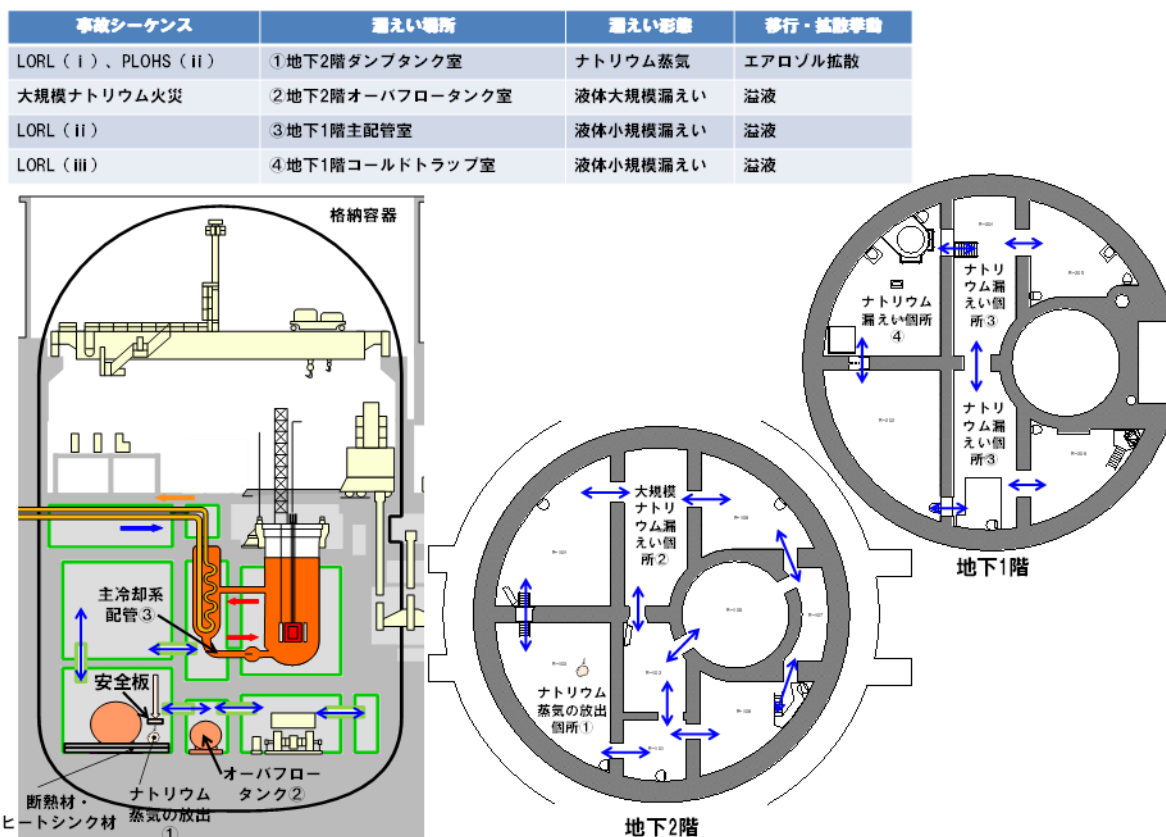 事故シーケンス 漏えい場所 漏えい形態 移行・拡散挙動
LORL（ⅰ）、PLOHS（ⅱ） ①地下2階ダンプタンク室 ナトリウム蒸気 エアロゾル拡散
大規模ナトリウム火災 ②地下2階オーバフロータンク室 液体大規模漏えい 溢液
LORL（ⅱ） ③地下1階主配管室 液体小規模漏えい 溢液
LORL（ⅲ） ④地下1階コールドトラップ室 液体小規模漏えい 溢液
格納容器
主冷却系
配管③
安全板
オーバフロー
タンク②
断熱材・
ヒートシンク材
ナトリウム
蒸気の放出
①
大規模
ナトリ
ウム漏
えい個
所②
ナトリウム
蒸気の放出
個所①
地下2階
ナトリウム
漏えい個所
④
ナトリ
ウム漏
えい個
所③
ナトリ
ウム漏
えい個
所③
地下1階